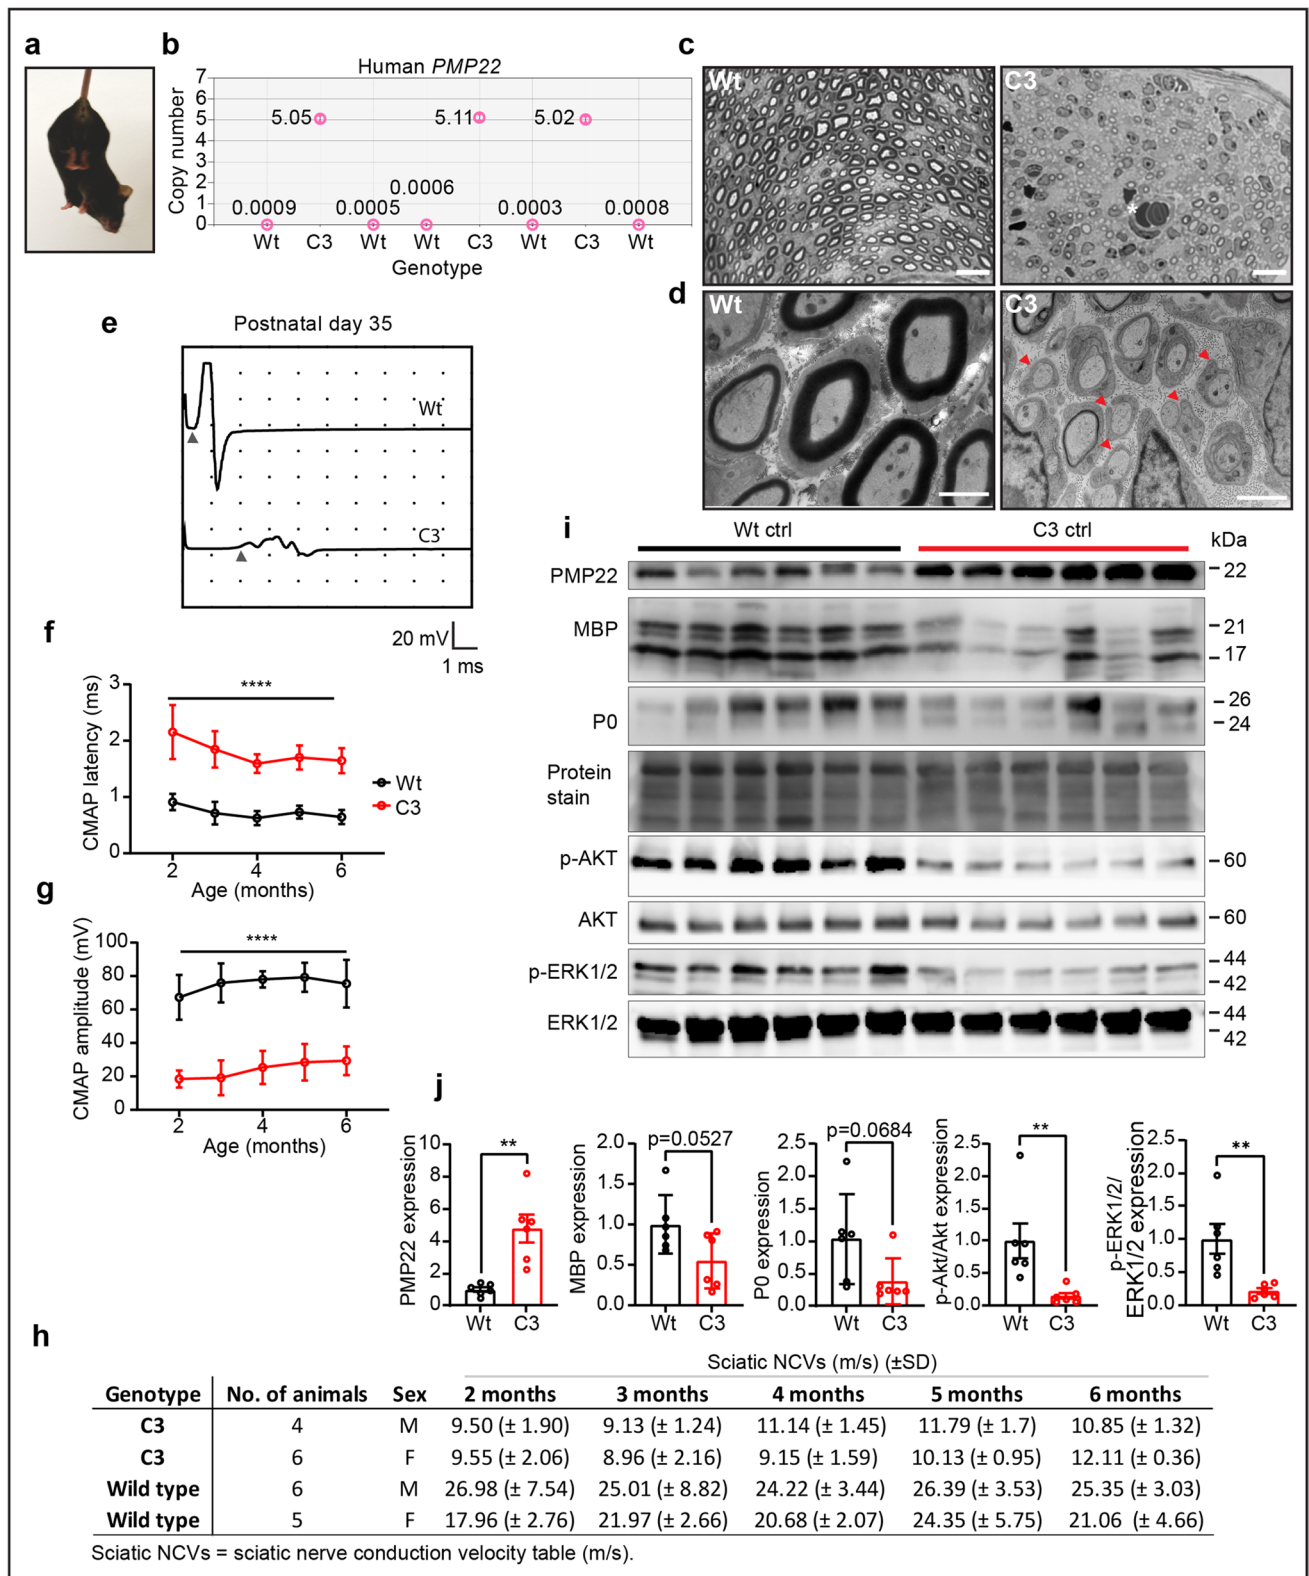 a
b
Human PMP22
Copy number
7
6
5
4
3
2
1
0
5.05
5.11
5.02
0.0009
0.0005
0.0006
0.0003
0.0008
Wt C3 Wt Wt C3 Wt C3 Wt
Genotype
c
Wt
C3
*
d
Wt
C3
e
Postnatal day 35
Wt
C3
20 mV
1 ms
f
CMAP latency (ms)
3
2
1
0
****
Wt
C3
2 4 6
Age (months)
g
CMAP amplitude (mV)
100
80
60
40
20
0
****
2 4 6
Age (months)
i
Wt ctrl
C3 ctrl
kDa
PMP22
22
MBP
21
17
P0
26
24
Protein
stain
p-AKT
60
AKT
60
p-ERK1/2
44
42
ERK1/2
44
42
j
PMP22 expression
10
8
6
4
2
0
**
Wt C3
MBP expression
2.0
1.5
1.0
0.5
0.0
p=0.0527
Wt C3
P0 expression
2.5
2.0
1.5
1.0
0.5
0.0
p=0.0684
Wt C3
p-Akt/Akt expression
2.5
2.0
1.5
1.0
0.5
0.0
**
Wt C3
p-ERK1/2/
ERK1/2 expression
2.5
2.0
1.5
1.0
0.5
0.0
**
Wt C3
h
Sciatic NCVs (m/s) (±SD)
Genotype No. of animals Sex 2 months 3 months 4 months 5 months 6 months
C3 4 M 9.50 (± 1.90) 9.13 (± 1.24) 11.14 (± 1.45) 11.79 (± 1.7) 10.85 (± 1.32)
C3 6 F 9.55 (± 2.06) 8.96 (± 2.16) 9.15 (± 1.59) 10.13 (± 0.95) 12.11 (± 0.36)
Wild type 6 M 26.98 (± 7.54) 25.01 (± 8.82) 24.22 (± 3.44) 26.39 (± 3.53) 25.35 (± 3.03)
Wild type 5 F 17.96 (± 2.76) 21.97 (± 2.66) 20.68 (± 2.07) 24.35 (± 5.75) 21.06 (± 4.66)
Sciatic NCVs = sciatic nerve conduction velocity table (m/s).